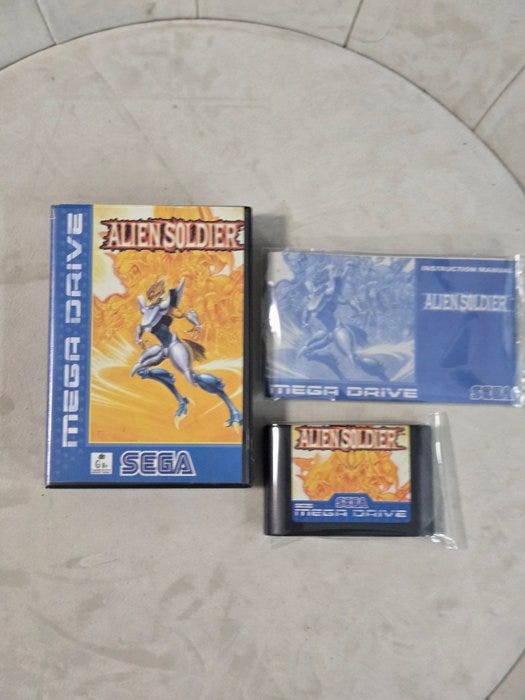 MEGA DRIVE
ALIEN SOLDIER
SEGA
INSTRUCTION MANUAL
ALIEN SOLDIER
MEGA DRIVE
SEGA
ALIEN SOLDIER
SEGA
MEGA DRIVE